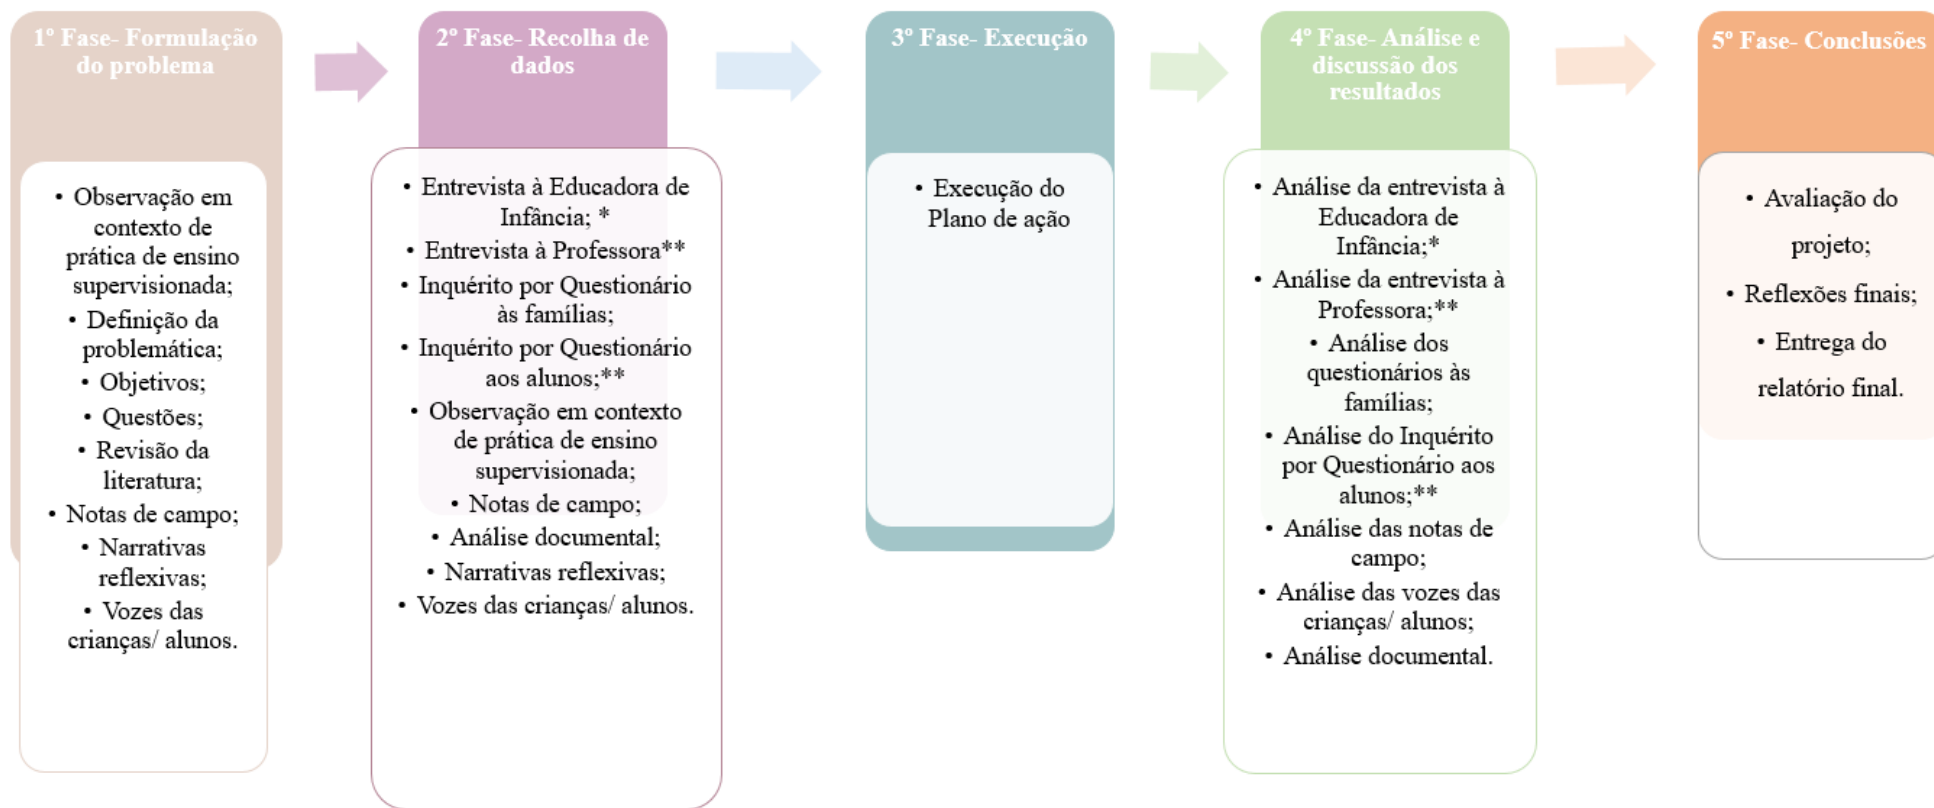 1º Fase- Formulação
do problema
• Observação em
contexto de
prática de ensino
supervisionada;
• Definição da
problemática;
• Objetivos;
• Questões;
• Revisão da
literatura;
• Notas de campo;
• Narrativas
reflexivas;
• Vozes das
crianças/ alunos.
2º Fase- Recolha de
dados
• Entrevista à Educadora de
Infância; *
• Entrevista à Professora**
• Inquérito por Questionário
às famílias;
• Inquérito por Questionário
aos alunos;**
• Observação em contexto
de prática de ensino
supervisionada;
• Notas de campo;
• Análise documental;
• Narrativas reflexivas;
• Vozes das crianças/ alunos.
3º Fase- Execução
• Execução do
Plano de ação
4º Fase- Análise e
discussão dos
resultados
• Análise da entrevista à
Educadora de
Infância;*
• Análise da entrevista à
Professora;**
• Análise dos
questionários às
famílias;
• Análise do Inquérito
por Questionário aos
alunos;**
• Análise das notas de
campo;
• Análise das vozes das
crianças/ alunos;
• Análise documental.
5º Fase- Conclusões
• Avaliação do
projeto;
• Reflexões finais;
• Entrega do
relatório final.